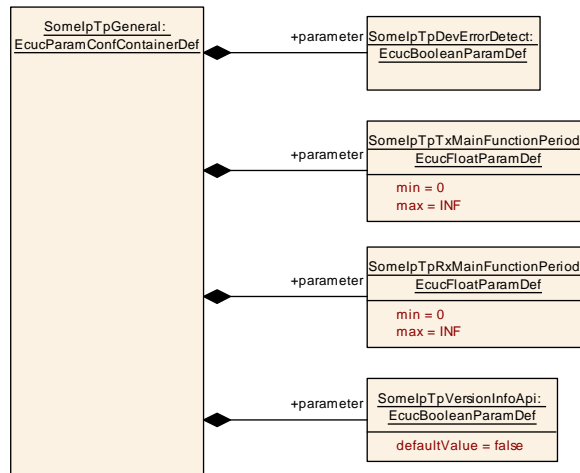 SomeIpTpGeneral:
EcucParamConfContainerDef
+parameter
SomeIpTpDevErrorDetect:
EcucBooleanParamDef
+parameter
SomeIpTpTxMainFunctionPeriod
EcucFloatParamDef
min = 0
max = INF
+parameter
SomeIpTpRxMainFunctionPeriod
EcucFloatParamDef
min = 0
max = INF
+parameter
SomeIpTpVersionInfoApi:
EcucBooleanParamDef
defaultValue = false